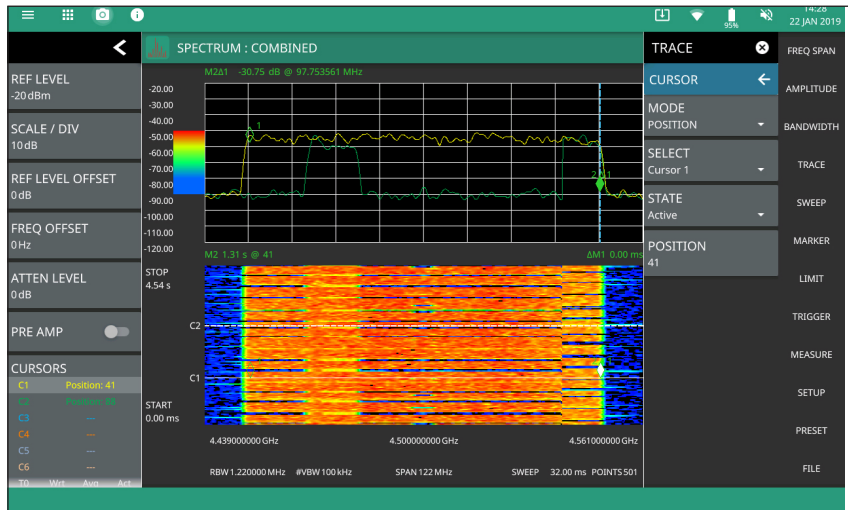 14:28
95%
22 JAN 2019
SPECTRUM : COMBINED
REF LEVEL
-20 dBm
SCALE / DIV
10 dB
REF LEVEL OFFSET
0 dB
FREQ OFFSET
0 Hz
ATTEN LEVEL
0 dB
PRE AMP
CURSORS
C1 Position: 41
C2 Position: 88
C3 ---
C4 ---
C5 ---
C6 ---
T0 Wrt Avg Act
M2Δ1 -30.75 dB @ 97.753561 MHz
-20.00
-30.00
-40.00
-50.00
-60.00
-70.00
-80.00
-90.00
-100.00
-110.00
-120.00
1
2 Δ1
M2 1.31 s @ 41
ΔM1 0.00 ms
STOP
4.54 s
C2
C1
START
0.00 ms
4.439000000 GHz
4.500000000 GHz
4.561000000 GHz
RBW 1.220000 MHz #VBW 100 kHz SPAN 122 MHz SWEEP 32.00 ms POINTS 501
TRACE
CURSOR
MODE
POSITION
SELECT
Cursor 1
STATE
Active
POSITION
41
FREQ SPAN
AMPLITUDE
BANDWIDTH
TRACE
SWEEP
MARKER
LIMIT
TRIGGER
MEASURE
SETUP
PRESET
FILE